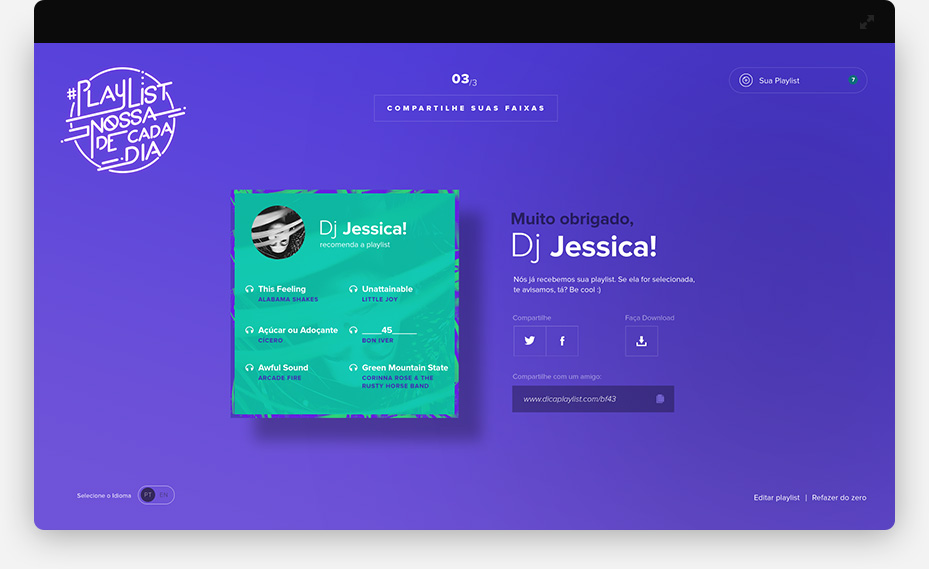 #PLAYLIST
NOSSA
DE CADA
DIA
03/3
COMPARTILHE SUAS FAIXAS
Sua Playlist
7
Dj Jessica!
recomenda a playlist
This Feeling
ALABAMA SHAKES
Unattainable
LITTLE JOY
Açúcar ou Adoçante
CÍCERO
____45_____
BON IVER
Awful Sound
ARCADE FIRE
Green Mountain State
CORINNA ROSE & THE
RUSTY HORSE BAND
Muito obrigado,
Dj Jessica!
Nós já recebemos sua playlist. Se ela for selecionada,
te avisamos, tá? Be cool :)
Compartilhe
Faça Download
Compartilhe com um amigo:
www.dicaplaylist.com/bf43
Selecione o Idioma
PT EN
Editar playlist | Refazer do zero